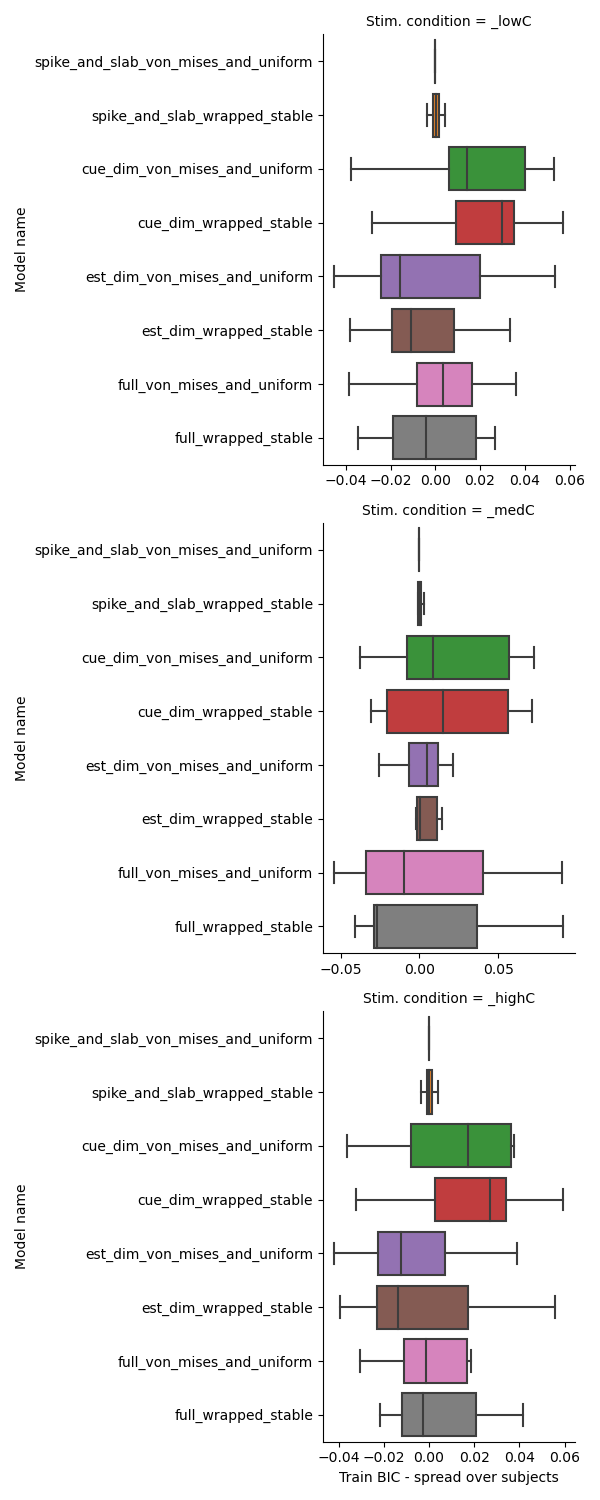 Stim. condition = _lowC
spike_and_slab_von_mises_and_uniform
spike_and_slab_wrapped_stable
cue_dim_von_mises_and_uniform
cue_dim_wrapped_stable
est_dim_von_mises_and_uniform
est_dim_wrapped_stable
full_von_mises_and_uniform
full_wrapped_stable
Model name
−0.04 −0.02 0.00 0.02 0.04 0.06
Stim. condition = _medC
spike_and_slab_von_mises_and_uniform
spike_and_slab_wrapped_stable
cue_dim_von_mises_and_uniform
cue_dim_wrapped_stable
est_dim_von_mises_and_uniform
est_dim_wrapped_stable
full_von_mises_and_uniform
full_wrapped_stable
Model name
−0.05 0.00 0.05
Stim. condition = _highC
spike_and_slab_von_mises_and_uniform
spike_and_slab_wrapped_stable
cue_dim_von_mises_and_uniform
cue_dim_wrapped_stable
est_dim_von_mises_and_uniform
est_dim_wrapped_stable
full_von_mises_and_uniform
full_wrapped_stable
Model name
−0.04 −0.02 0.00 0.02 0.04 0.06
Train BIC - spread over subjects